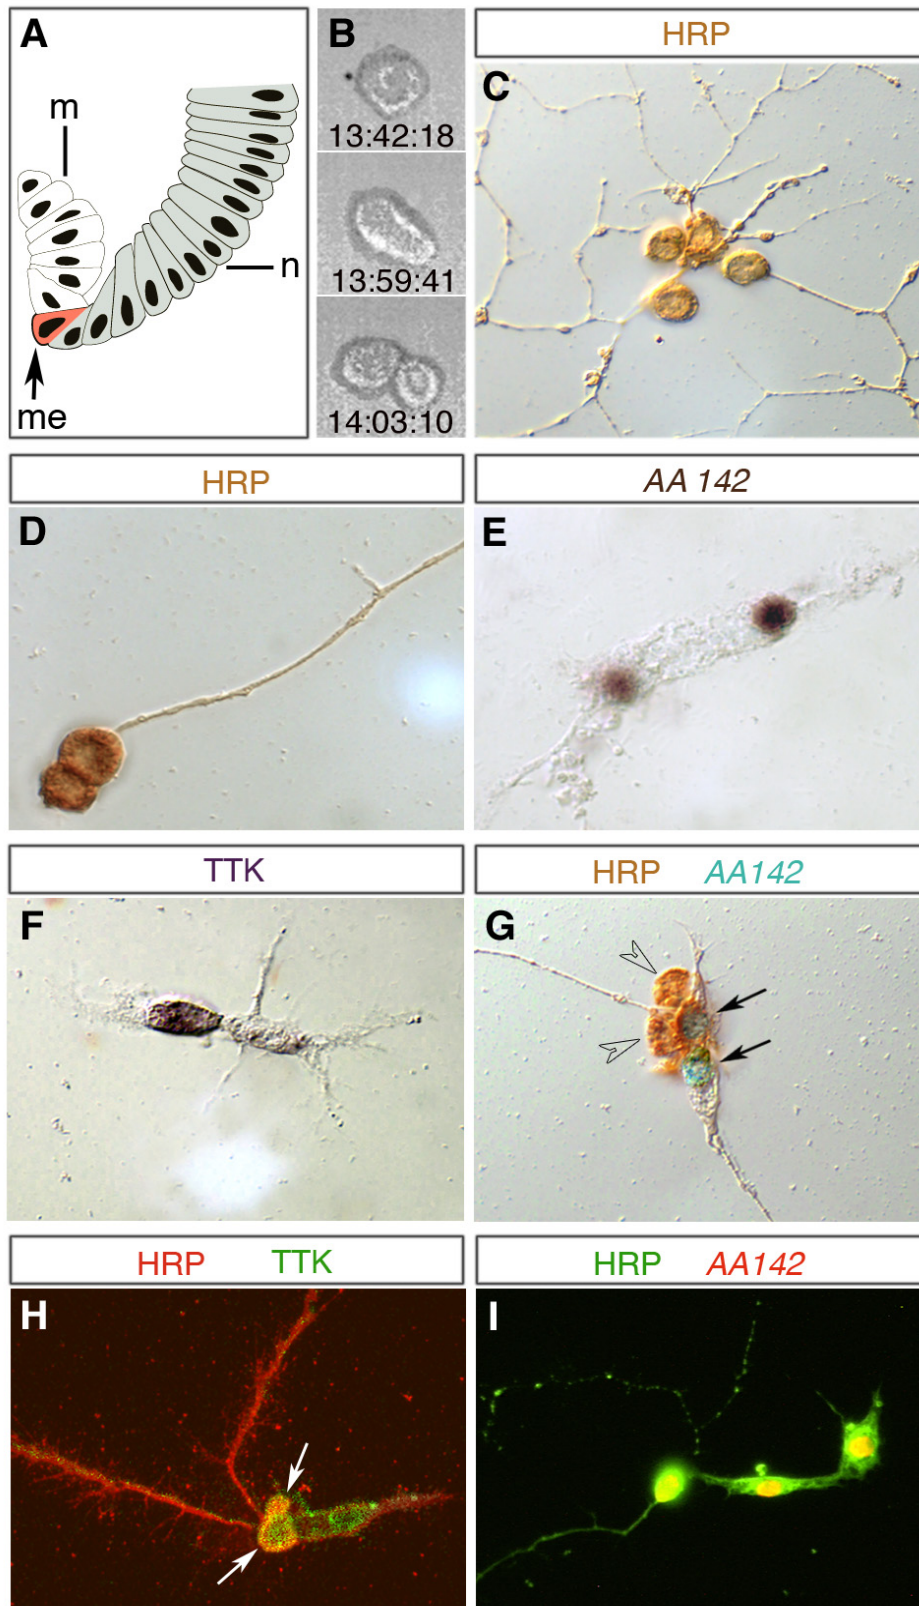 A
m
n
me
B
13:42:18
13:59:41
14:03:10
HRP
C
HRP
D
AA 142
E
TTK
F
HRP AA142
G
HRP TTK
H
HRP AA142
I